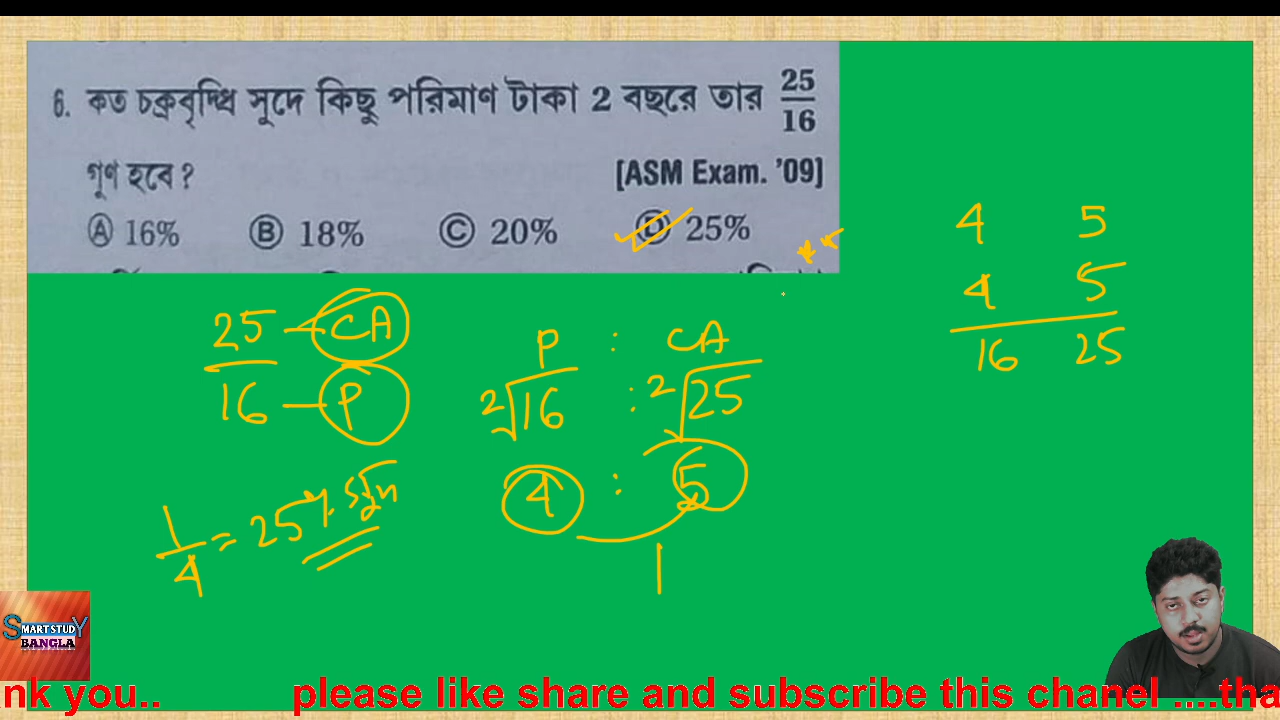 6. কত চক্রবৃদ্ধি সুদে কিছু পরিমাণ টাকা 2 বছরে তার 25/16
গুণ হবে ?
[ASM Exam. '09]
Ⓐ 16% Ⓑ 18% Ⓒ 20% Ⓓ 25%
25 — CA
16 — P
P : CA
²√16 : ²√25
4 : 5
1
1/4 = 25%
4 5
4 5
16 25
SMART STUDY
BANGLA
nk you.. please like share and subscribe this chanel ....tha